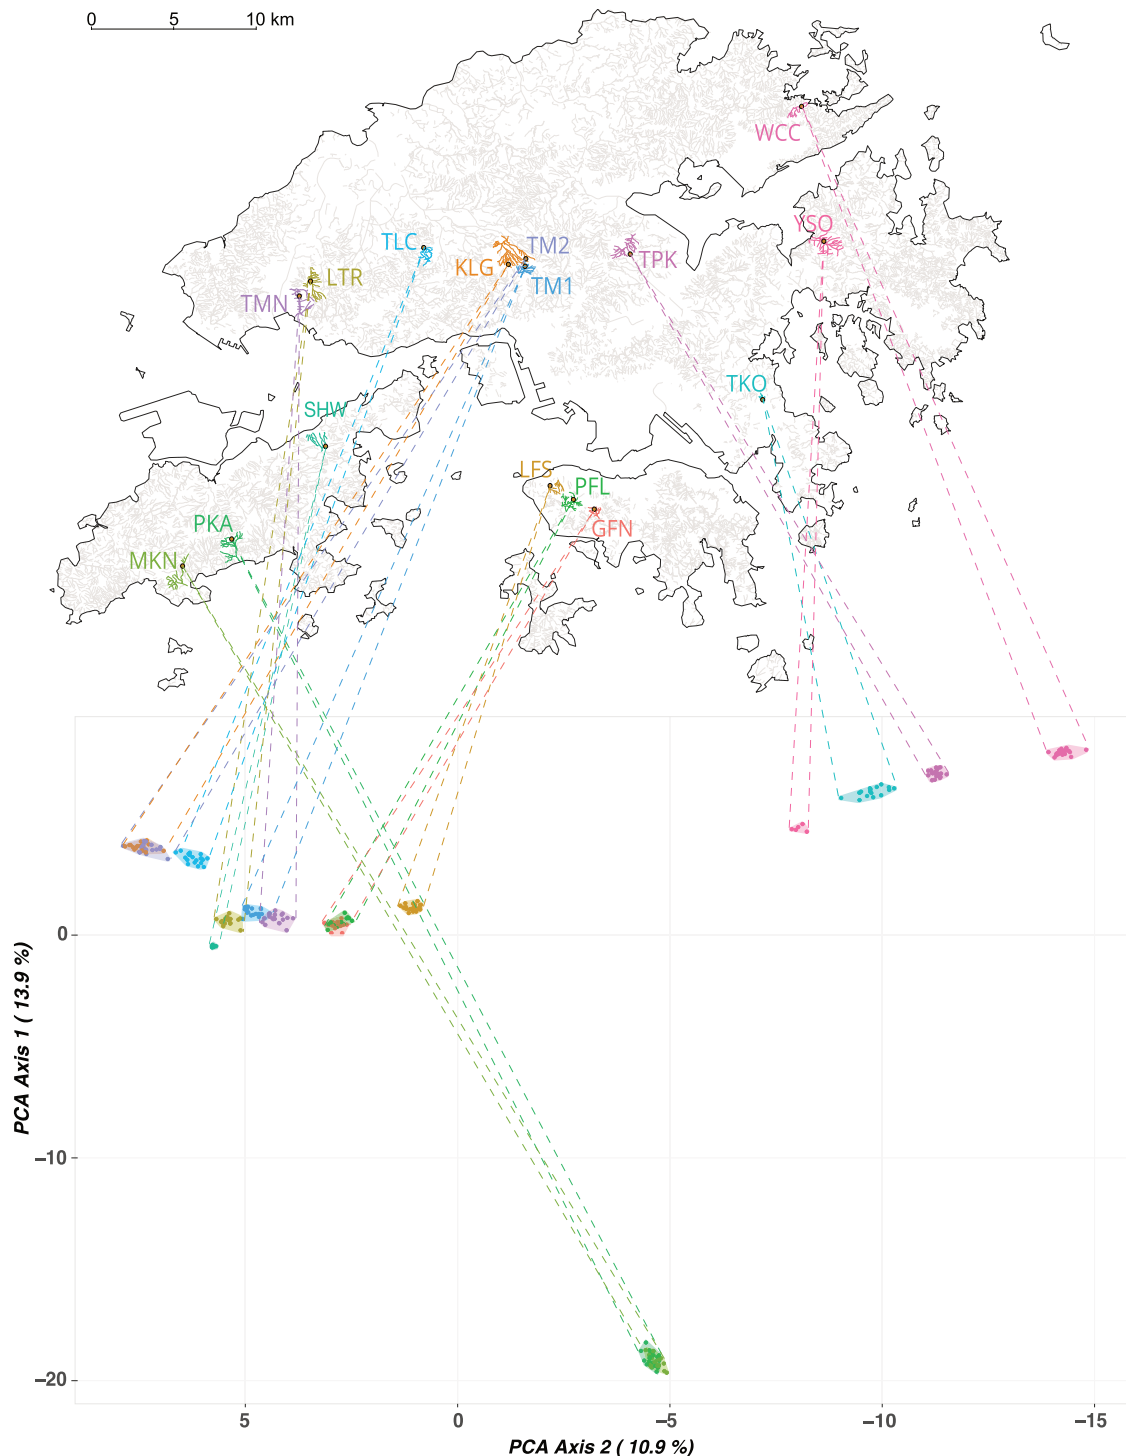 0 5 10 km
WCC
YSO
TLC
TM2
KLG
TPK
LTR
TM1
TMN
TKO
SHW
LFS
PFL
PKA
GFN
MKN
0
−10
−20
PCA Axis 1 ( 13.9 %)
5 0 −5 −10 −15
PCA Axis 2 ( 10.9 %)